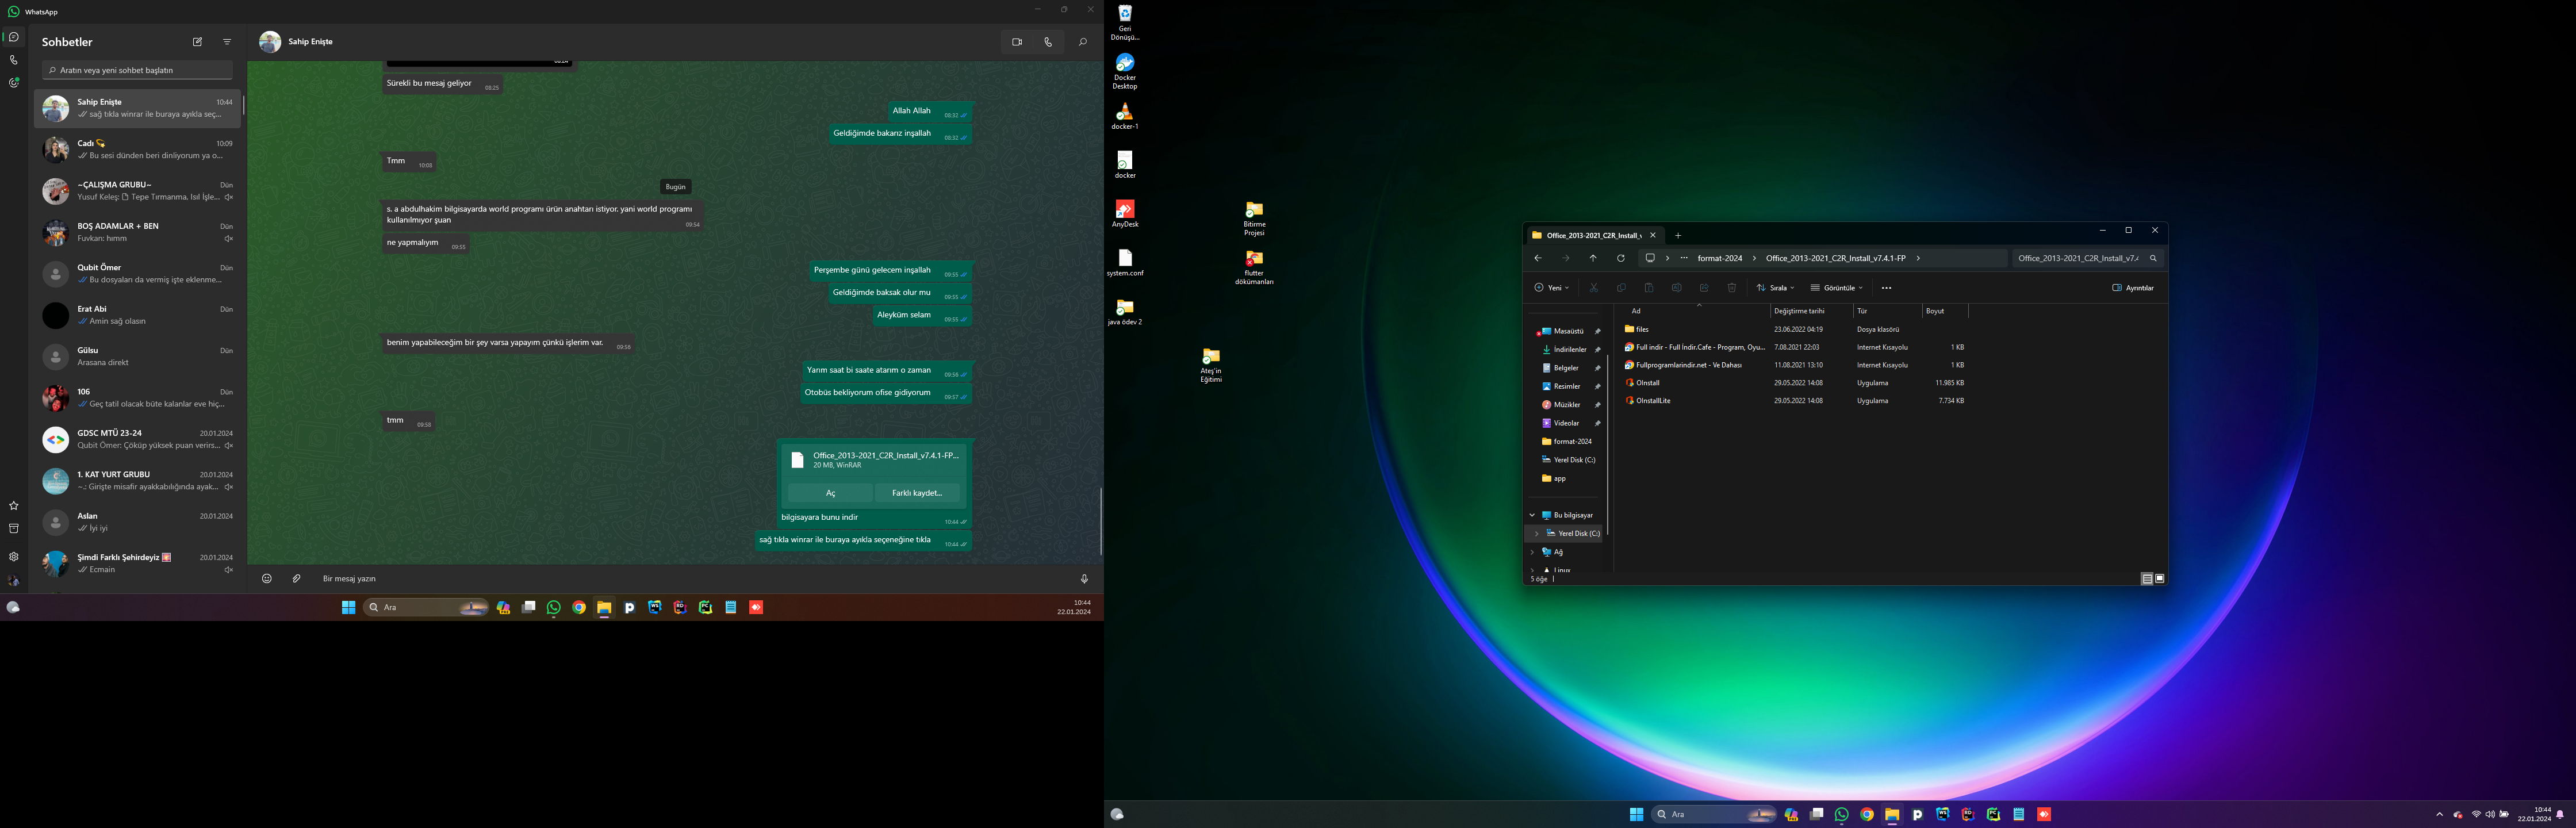 WhatsApp
Sohbetler
Aratın veya yeni sohbet başlatın
Sahip Enişte 10:44
sağ tıkla winrar ile buraya ayıkla seç...
Cadı 10:09
Bu sesi dünden beri dinliyorum ya o...
~ÇALIŞMA GRUBU~ Dün
Yusuf Keleş: Tepe Tırmanma, Isıl İşle...
BOŞ ADAMLAR + BEN Dün
Fuvkan: hımm
Qubit Ömer Dün
Bu dosyaları da vermiş işte eklenme...
Erat Abi Dün
Amin sağ olasın
Gülsu Dün
Arasana direkt
106 Dün
Geç tatil olacak büte kalanlar eve hiç...
GDSC MTÜ 23-24 20.01.2024
Qubit Ömer: Çöküp yüksek puan verirs...
1. KAT YURT GRUBU 20.01.2024
~.: Girişte misafir ayakkabılığında ayak...
Aslan 20.01.2024
İyi iyi
Şimdi Farklı Şehirdeyiz 20.01.2024
Ecmain
Sahip Enişte
08:24
Sürekli bu mesaj geliyor 08:25
Allah Allah 08:32
Geldiğimde bakarız inşallah 08:32
Tmm 10:08
Bugün
s. a abdulhakim bilgisayarda world programı ürün anahtarı istiyor. yani world programı
kullanılmıyor şuan 09:54
ne yapmalıyım 09:55
Perşembe günü gelecem inşallah 09:55
Geldiğimde baksak olur mu 09:55
Aleyküm selam 09:55
benim yapabileceğim bir şey varsa yapayım çünkü işlerim var. 09:56
Yarım saat bi saate atarım o zaman 09:56
Otobüs bekliyorum ofise gidiyorum 09:57
tmm 09:58
Office_2013-2021_C2R_Install_v7.4.1-FP...
20 MB, WinRAR
Aç Farklı kaydet...
bilgisayara bunu indir 10:44
sağ tıkla winrar ile buraya ayıkla seçeneğine tıkla 10:44
Bir mesaj yazın
Ara
10:44
22.01.2024
Geri
Dönüşü...
Docker
Desktop
docker-1
docker
AnyDesk
system.conf
java ödev 2
Bitirme
Projesi
flutter
dökümanları
Ateş'in
Eğitimi
Office_2013-2021_C2R_Install_v
format-2024 Office_2013-2021_C2R_Install_v7.4.1-FP
Office_2013-2021_C2R_Install_v7.4
Yeni Sırala Görüntüle Ayrıntılar
Ad Değiştirme tarihi Tür Boyut
files 23.06.2022 04:19 Dosya klasörü
Full indir - Full İndir.Cafe - Program, Oyu... 7.08.2021 22:03 Internet Kısayolu 1 KB
Fullprogramlarindir.net - Ve Dahası 11.08.2021 13:10 Internet Kısayolu 1 KB
OInstall 29.05.2022 14:08 Uygulama 11.985 KB
OInstallLite 29.05.2022 14:08 Uygulama 7.734 KB
Masaüstü
İndirilenler
Belgeler
Resimler
Müzikler
Videolar
format-2024
Yerel Disk (C:)
app
Bu bilgisayar
Yerel Disk (C:)
Ağ
Linux
5 öğe
Ara
10:44
22.01.2024